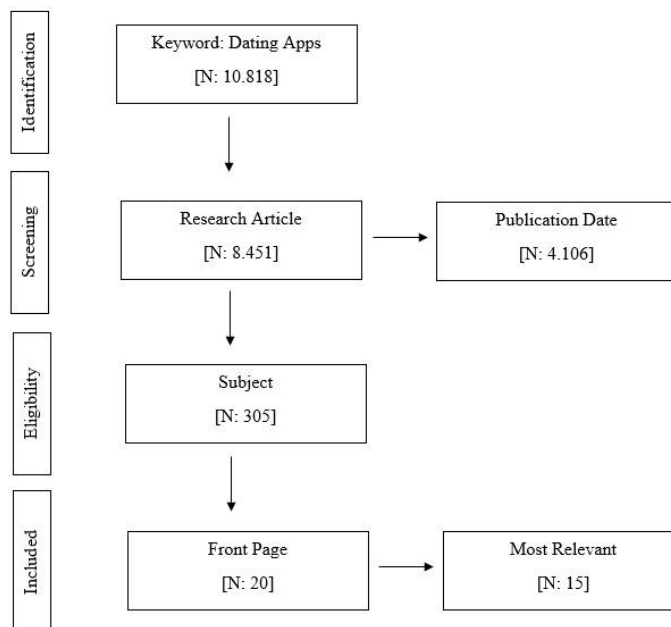 Identification
Keyword: Dating Apps
[N: 10.818]
Screening
Research Article
[N: 8.451]
Publication Date
[N: 4.106]
Eligibility
Subject
[N: 305]
Included
Front Page
[N: 20]
Most Relevant
[N: 15]